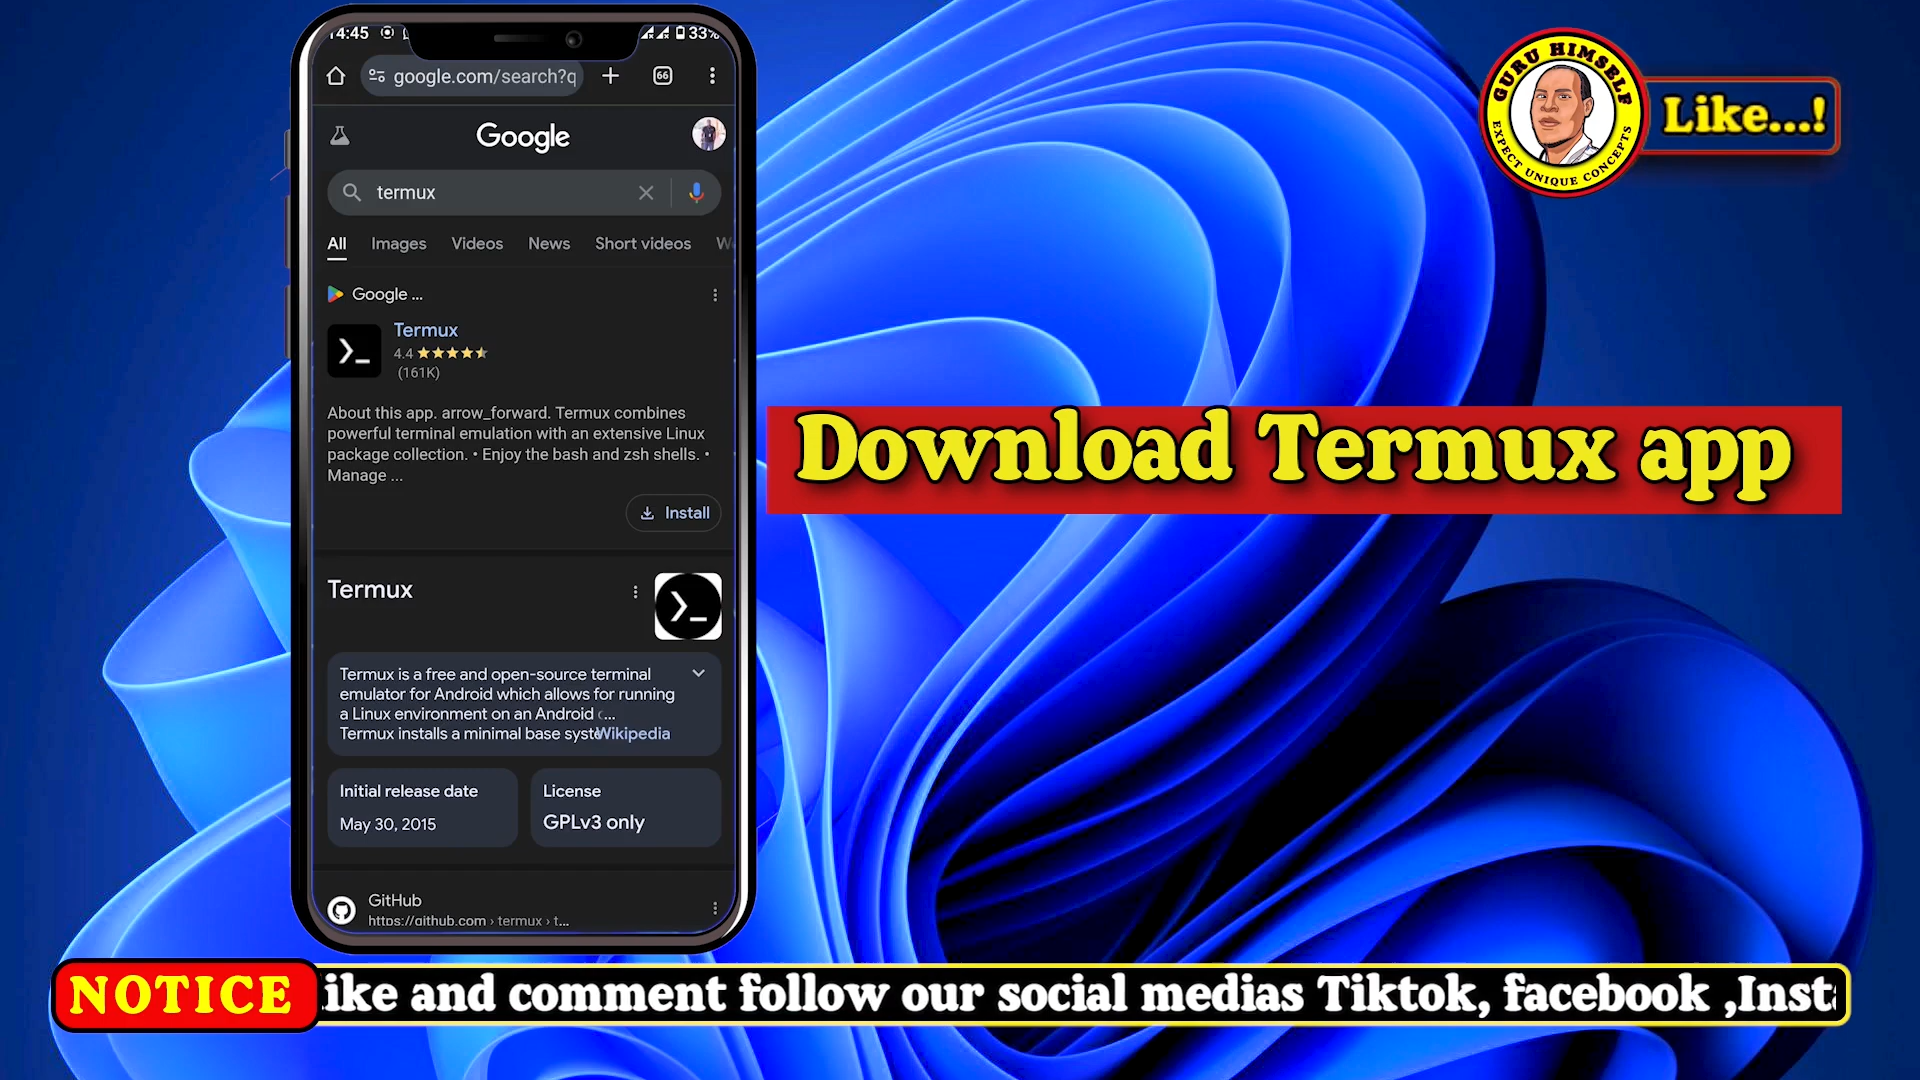 14:45
33%
google.com/search?q
66
Google
termux
All Images Videos News Short videos
Google ...
Termux
4.4
(161K)
About this app. arrow_forward. Termux combines
powerful terminal emulation with an extensive Linux
package collection. • Enjoy the bash and zsh shells. •
Manage ...
Install
Termux
Termux is a free and open-source terminal
emulator for Android which allows for running
a Linux environment on an Android ...
Termux installs a minimal base syste
Wikipedia
Initial release date
May 30, 2015
License
GPLv3 only
GitHub
https://github.com › termux › t...
GURU HIMSELF
EXPECT UNIQUE CONCEPTS
Like...!
Download Termux app
NOTICE
ike and comment follow our social medias Tiktok, facebook ,Inst